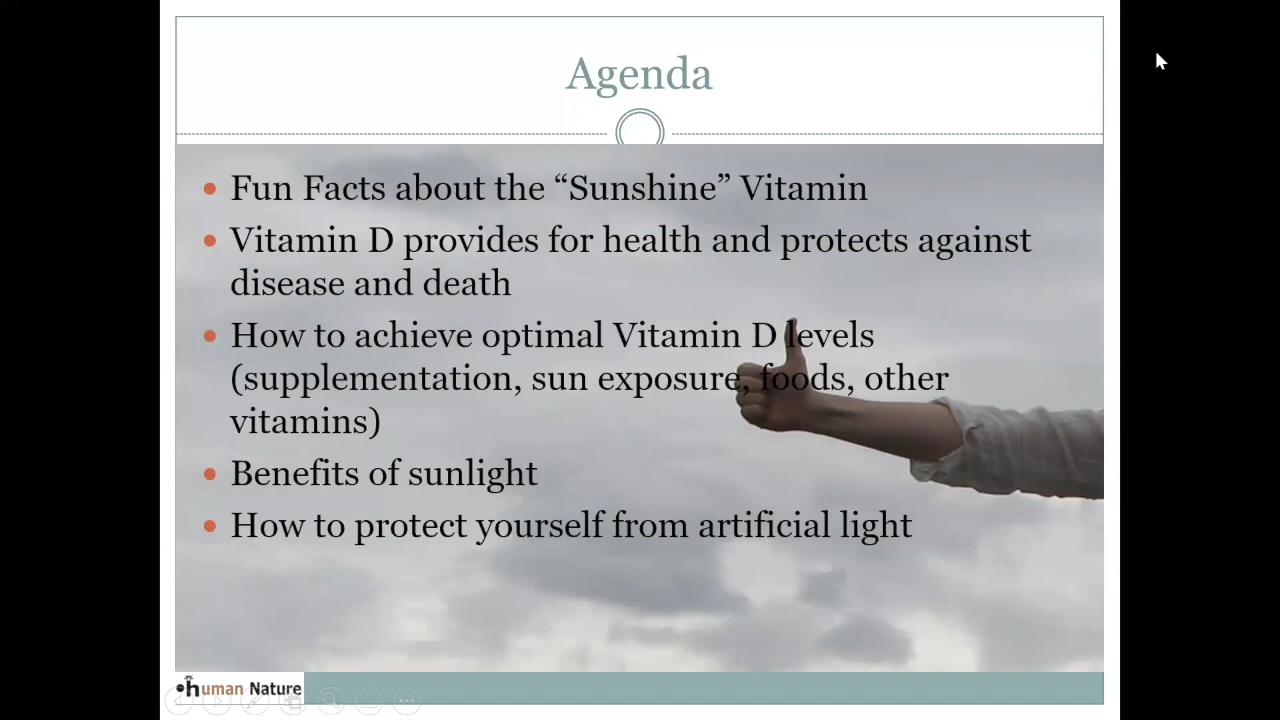 Agenda
• Fun Facts about the “Sunshine” Vitamin
• Vitamin D provides for health and protects against
disease and death
• How to achieve optimal Vitamin D levels
(supplementation, sun exposure, foods, other
vitamins)
• Benefits of sunlight
• How to protect yourself from artificial light
human Nature